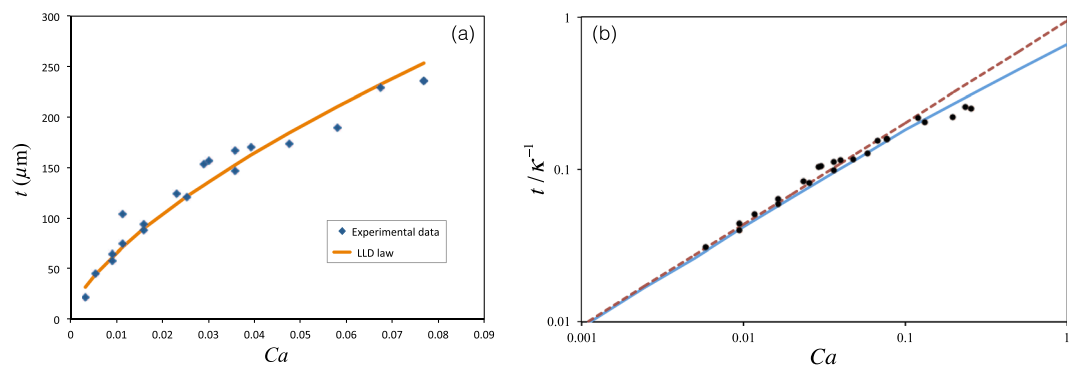 (a)
300
250
200
150
100
50
0
t (μm)
0 0.01 0.02 0.03 0.04 0.05 0.06 0.07 0.08 0.09
Ca
Experimental data
LLD law
(b)
1
0.1
0.01
t / κ⁻¹
0.001 0.01 0.1 1
Ca